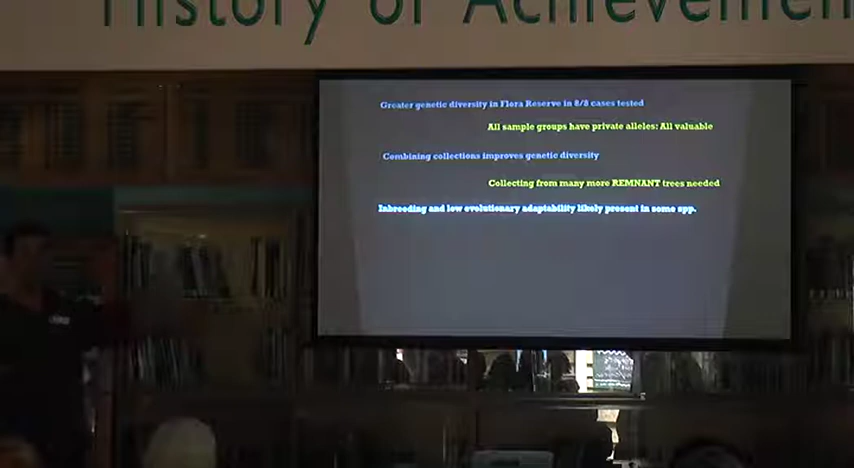 History of Achievemen
Greater genetic diversity in Flora Reserve in 8/8 cases tested
All sample groups have private alleles: All valuable
Combining collections improves genetic diversity
Collecting from many more REMNANT trees needed
Inbreeding and low evolutionary adaptability likely present in some spp.